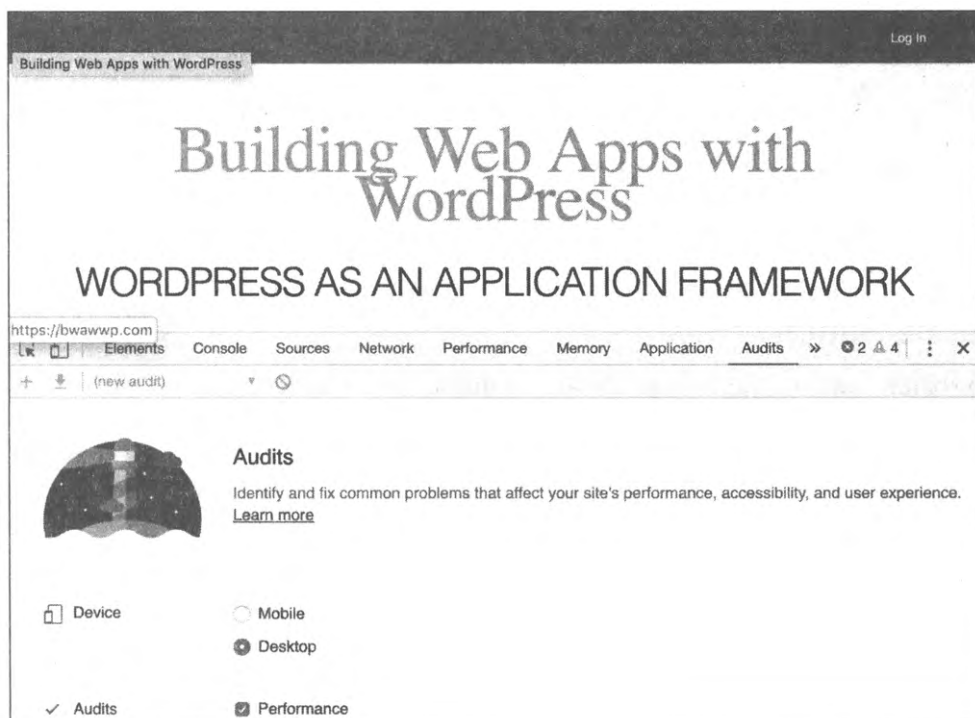 Log In
Building Web Apps with WordPress
Building Web Apps with
WordPress
WORDPRESS AS AN APPLICATION FRAMEWORK
https://bwawwp.com
Elements Console Sources Network Performance Memory Application Audits » 2 4
(new audit)
Audits
Identify and fix common problems that affect your site's performance, accessibility, and user experience.
Learn more
Device Mobile
Desktop
Audits Performance